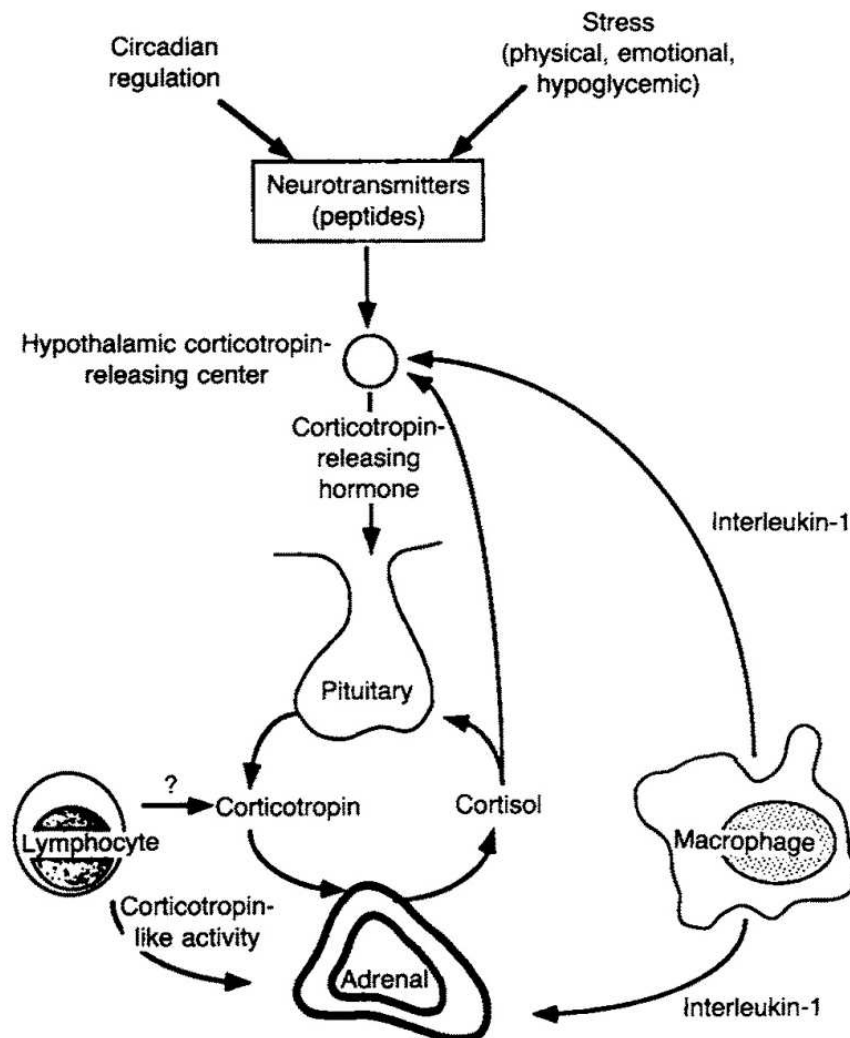 Circadian
regulation
Stress
(physical, emotional,
hypoglycemic)
Neurotransmitters
(peptides)
Hypothalamic corticotropin-
releasing center
Corticotropin-
releasing
hormone
Interleukin-1
Pituitary
?
Lymphocyte
Corticotropin
Cortisol
Macrophage
Corticotropin-
like activity
Adrenal
Interleukin-1